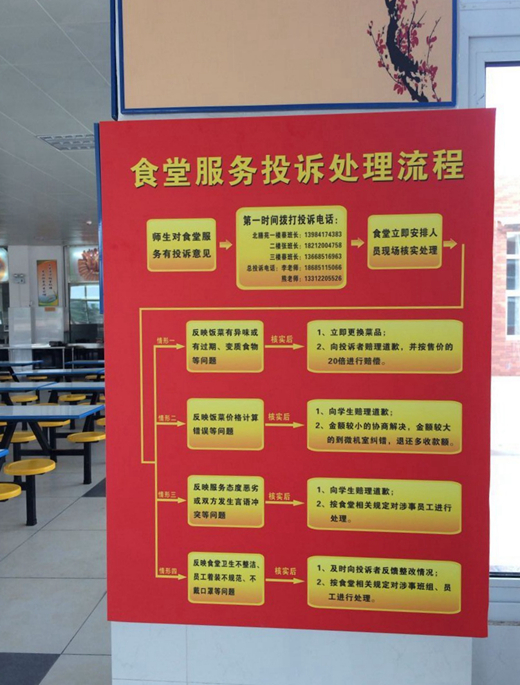 食堂服务投诉处理流程
师生对食堂服
务有投诉意见
第一时间拨打投诉电话：
北臻苑一楼蔡班长：13984174383
二楼张班长：18212004758
三楼章班长：13668516963
总投诉电话：李老师：18685115066
熊老师：13312205526
食堂立即安排人
员现场核实处理
情形一
反映饭菜有异味或
有过期、变质食物
等问题
核实后
1、立即更换菜品；
2、向投诉者赔理道歉，并按售价的
20倍进行赔偿。
情形二
反映饭菜价格计算
错误等问题
核实后
1、向学生赔理道歉；
2、金额较小的协商解决，金额较大
的到微机室纠错，退还多收款额。
情形三
反映服务态度恶劣
或双方发生言语冲
突等问题
核实后
1、向学生赔理道歉；
2、按食堂相关规定对涉事员工进行
处理。
情形四
反映食堂卫生不整洁、
员工着装不规范、不
戴口罩等问题
核实后
1、及时向投诉者反馈整改情况；
2、按食堂相关规定对涉事班组、员
工进行处理。